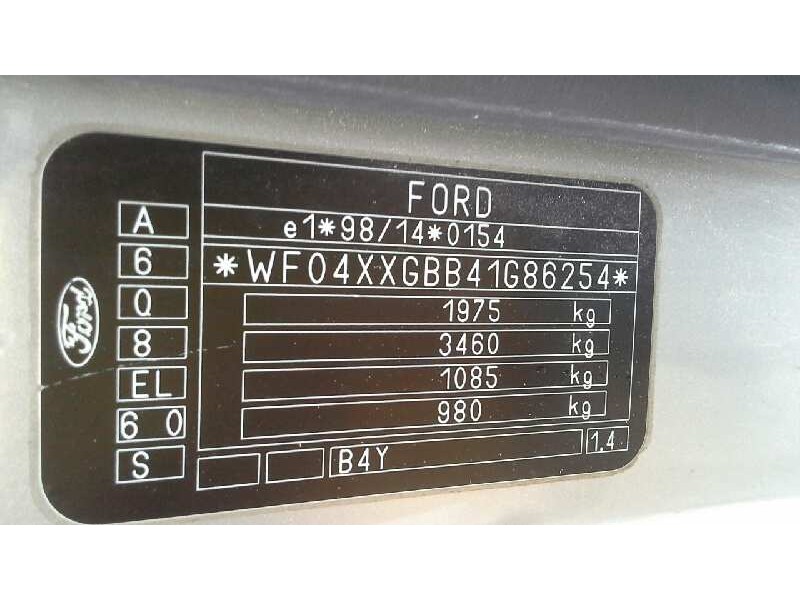 FORD
e1*98/14*0154
*WF04XXGBB41G86254*
1975 kg
3460 kg
1085 kg
980 kg
B4Y 1.4
A
6
Q
8
EL
6 0
S
Ford